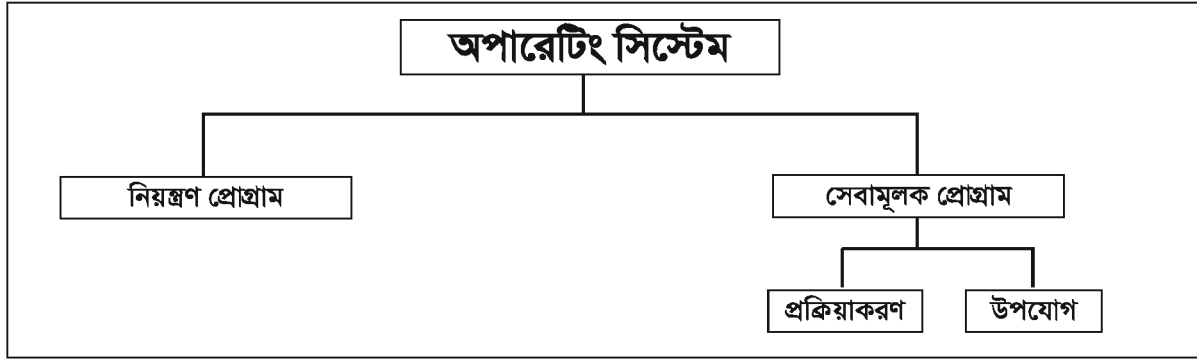 অপারেটিং সিস্টেম
নিয়ন্ত্রণ প্রোগ্রাম
সেবামূলক প্রোগ্রাম
প্রক্রিয়াকরণ
উপযোগ